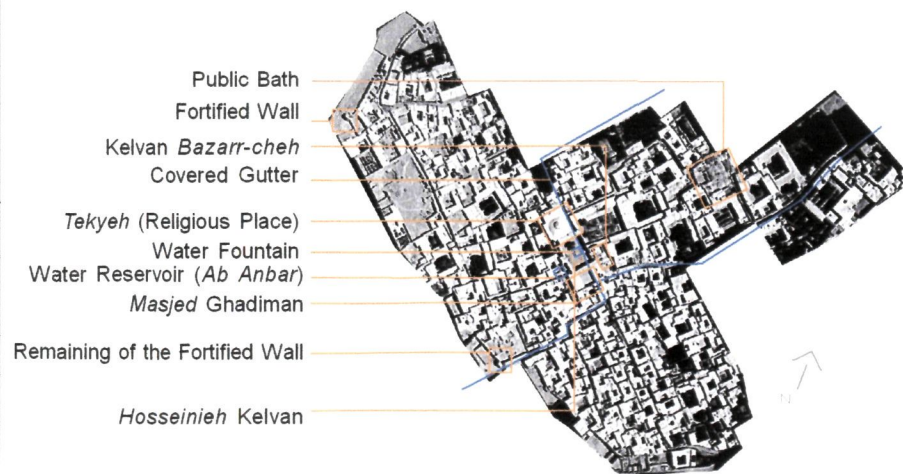 Public Bath
Fortified Wall
Kelvan Bazarr-cheh
Covered Gutter
Tekyeh (Religious Place)
Water Fountain
Water Reservoir (Ab Anbar)
Masjed Ghadiman
Remaining of the Fortified Wall
Hosseinieh Kelvan
N